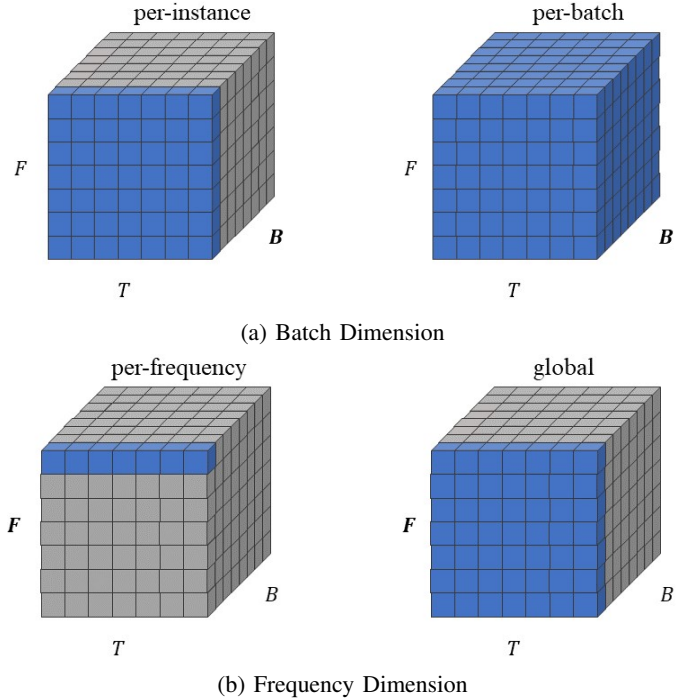 per-instance per-batch
F F
B B
T T
(a) Batch Dimension
per-frequency global
F F
B B
T T
(b) Frequency Dimension